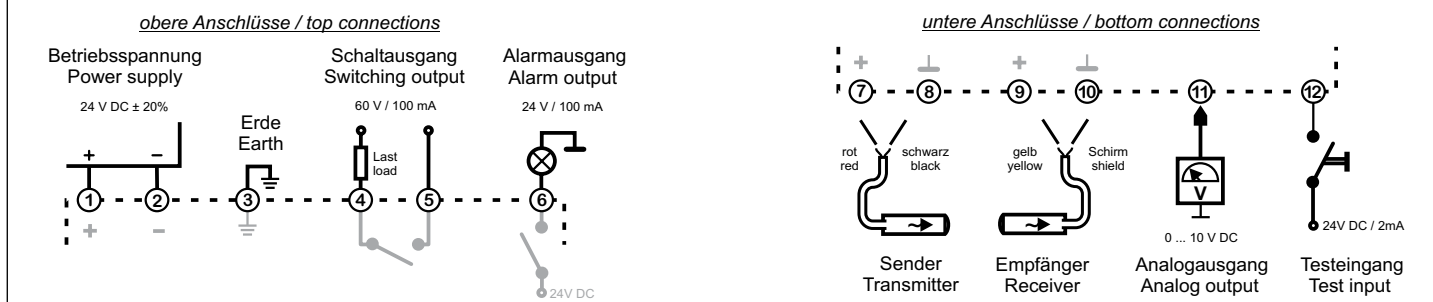 obere Anschlüsse / top connections
Betriebsspannung
Power supply
24 V DC ± 20%
+ −
Erde
Earth
Schaltausgang
Switching output
60 V / 100 mA
Last
load
Alarmausgang
Alarm output
24 V / 100 mA
1 2 3 4 5 6
+ −
24V DC
untere Anschlüsse / bottom connections
+ +
7 8 9 10 11 12
rot
red
schwarz
black
gelb
yellow
Schirm
shield
V
0 ... 10 V DC
24V DC / 2mA
Sender
Transmitter
Empfänger
Receiver
Analogausgang
Analog output
Testeingang
Test input